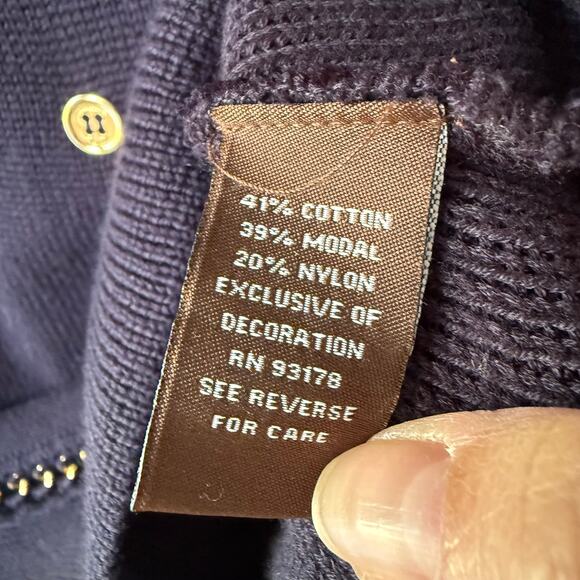 41% COTTON
39% MODAL
20% NYLON
EXCLUSIVE OF
DECORATION
RN 93178
SEE REVERSE
FOR CARE